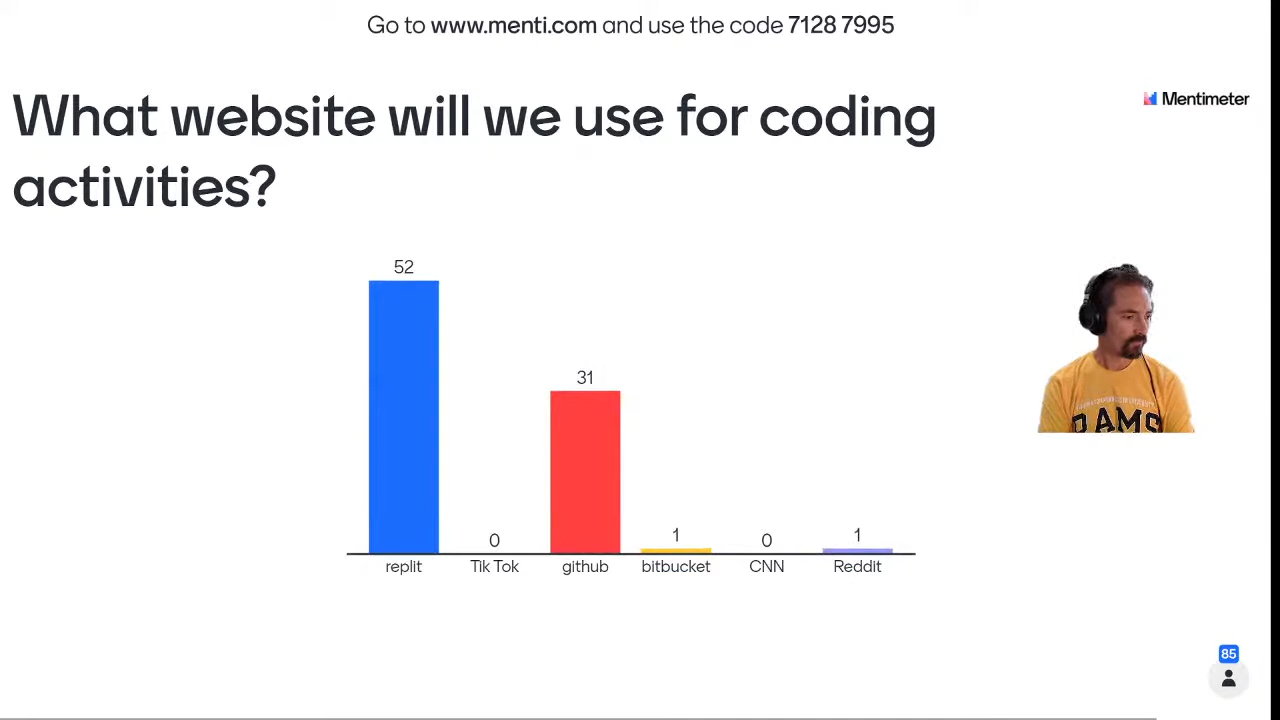 Go to www.menti.com and use the code 7128 7995
Mentimeter
What website will we use for coding
activities?
52
0
31
1
0
1
replit
Tik Tok
github
bitbucket
CNN
Reddit
RAMS
85